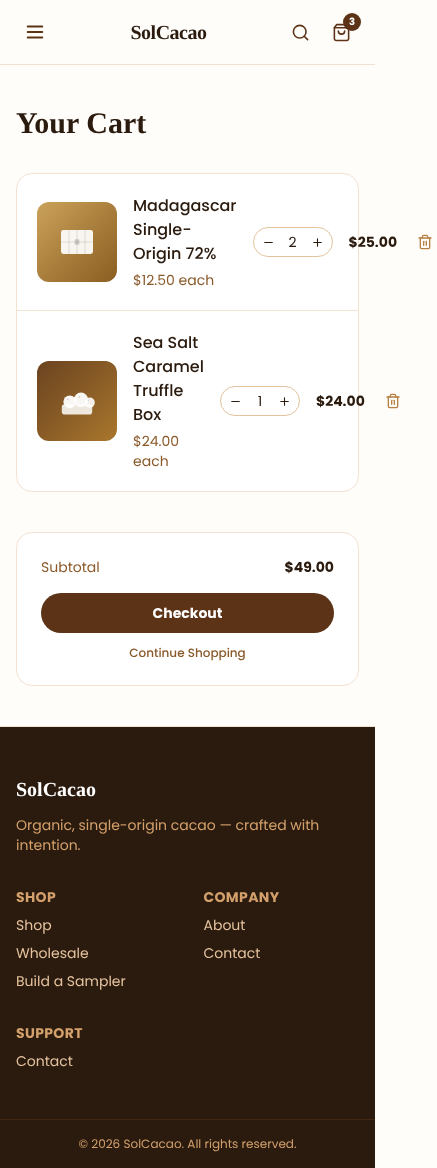 SolCacao
3
Your Cart
Madagascar
Single-
Origin 72%
$12.50 each
− 2 +
$25.00
Sea Salt
Caramel
Truffle
Box
$24.00
each
− 1 +
$24.00
Subtotal $49.00
Checkout
Continue Shopping
SolCacao
Organic, single-origin cacao — crafted with
intention.
SHOP
Shop
Wholesale
Build a Sampler
COMPANY
About
Contact
SUPPORT
Contact
© 2026 SolCacao. All rights reserved.